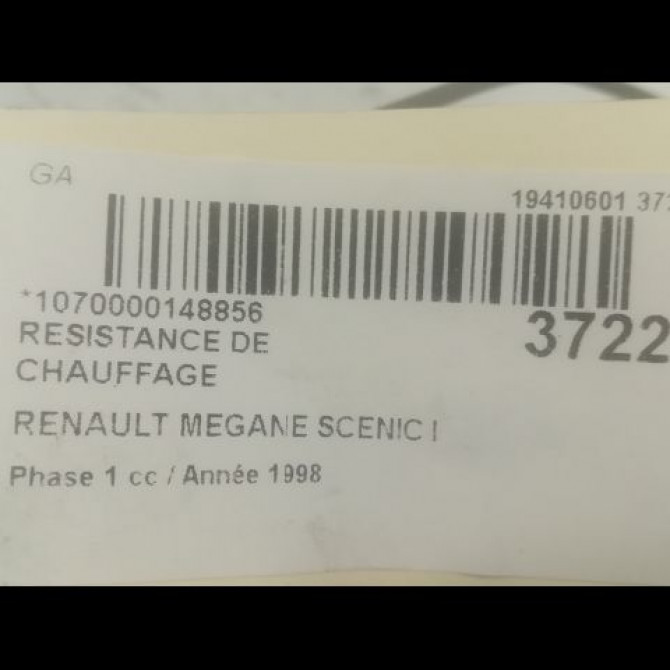 GA
19410601 37
*1070000148856
3722
RESISTANCE DE
CHAUFFAGE
RENAULT MEGANE SCENIC I
Phase 1 cc / Année 1998